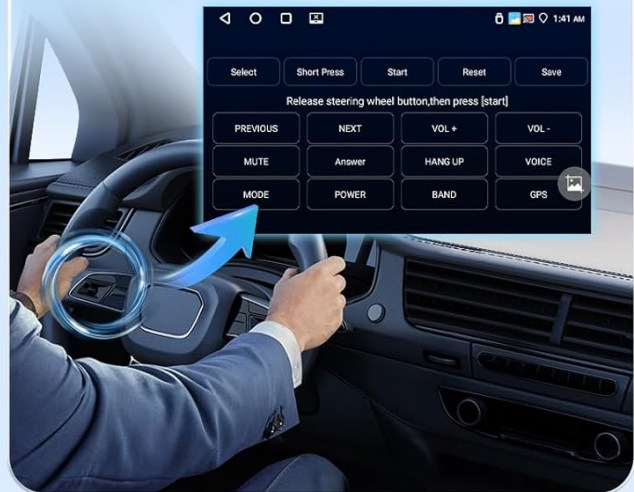 1:41 AM
Select Short Press Start Reset Save
Release steering wheel button,then press [start]
PREVIOUS NEXT VOL + VOL -
MUTE Answer HANG UP VOICE
MODE POWER BAND GPS